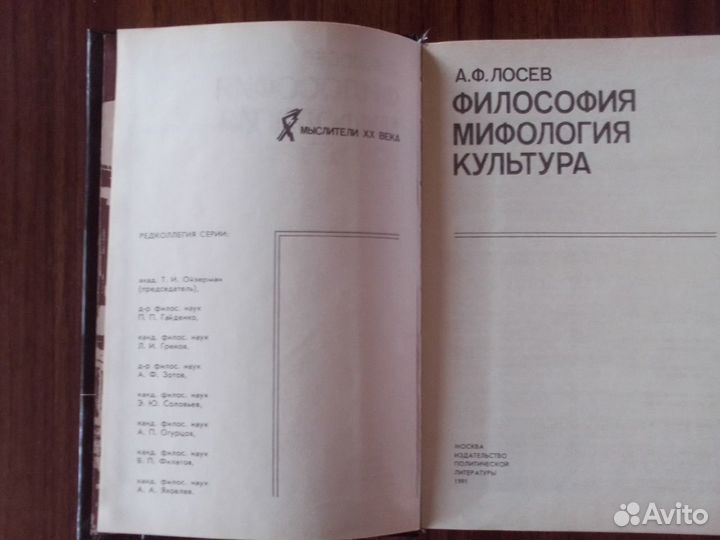 МЫСЛИТЕЛИ XX ВЕКА
РЕДКОЛЛЕГИЯ СЕРИИ:
акад. Т. И. Ойзерман
(председатель),
д-р филос. наук
П. П. Гайденко,
канд. филос. наук
Л. И. Греков,
д-р филос. наук
А. Ф. Зотов,
канд. филос. наук
Э. Ю. Соловьев,
канд. филос. наук
А. П. Огурцов,
канд. филос. наук
В. П. Филатов,
канд. филос. наук
А. А. Яковлев.
А.Ф.ЛОСЕВ
ФИЛОСОФИЯ
МИФОЛОГИЯ
КУЛЬТУРА
МОСКВА
ИЗДАТЕЛЬСТВО
ПОЛИТИЧЕСКОЙ
ЛИТЕРАТУРЫ
1991
Avito